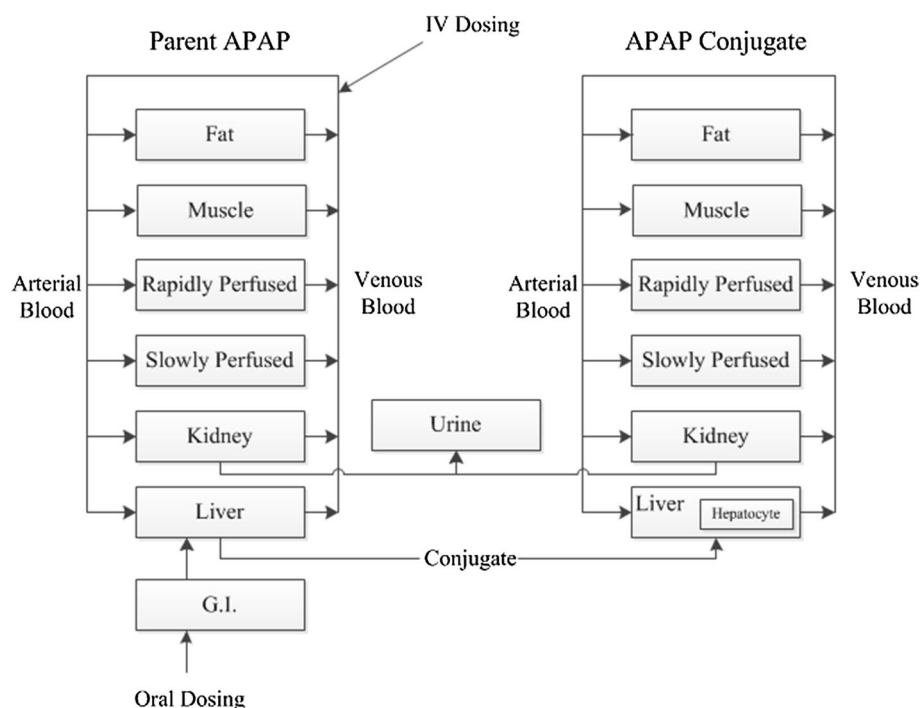 IV Dosing
Parent APAP
APAP Conjugate
Fat
Muscle
Rapidly Perfused
Slowly Perfused
Kidney
Liver
G.I.
Oral Dosing
Arterial
Blood
Venous
Blood
Urine
Conjugate
Fat
Muscle
Rapidly Perfused
Slowly Perfused
Kidney
Liver
Hepatocyte
Arterial
Blood
Venous
Blood